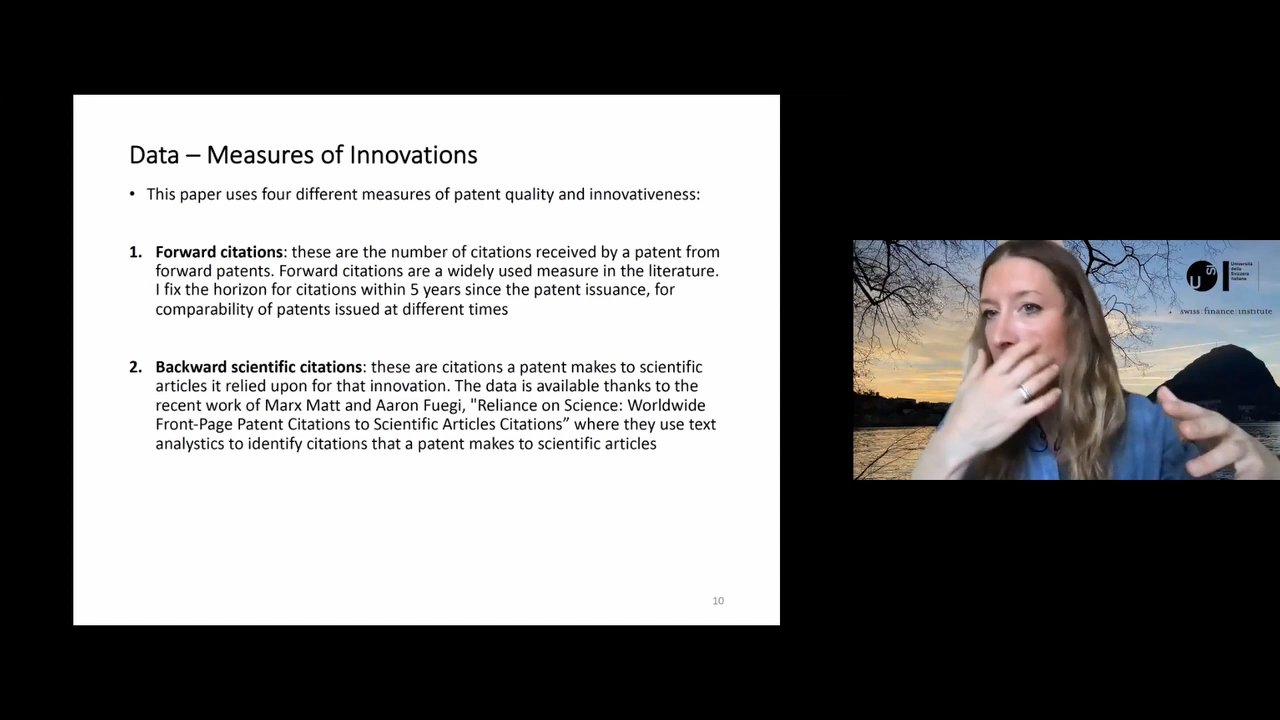 Data – Measures of Innovations
• This paper uses four different measures of patent quality and innovativeness:
1. Forward citations: these are the number of citations received by a patent from
forward patents. Forward citations are a widely used measure in the literature.
I fix the horizon for citations within 5 years since the patent issuance, for
comparability of patents issued at different times
2. Backward scientific citations: these are citations a patent makes to scientific
articles it relied upon for that innovation. The data is available thanks to the
recent work of Marx Matt and Aaron Fuegi, "Reliance on Science: Worldwide
Front-Page Patent Citations to Scientific Articles Citations” where they use text
analystics to identify citations that a patent makes to scientific articles
10
U S I
Università
della
Svizzera
italiana
swiss:finance:institute